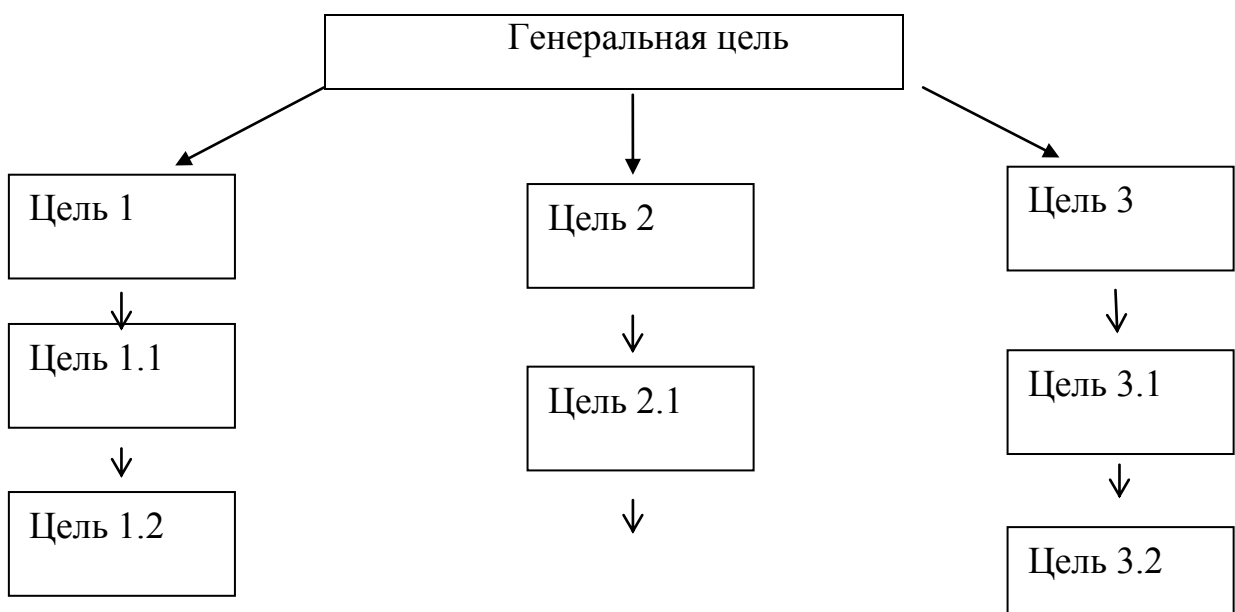 Генеральная цель
Цель 1
Цель 2
Цель 3
Цель 1.1
Цель 2.1
Цель 3.1
Цель 1.2
Цель 3.2